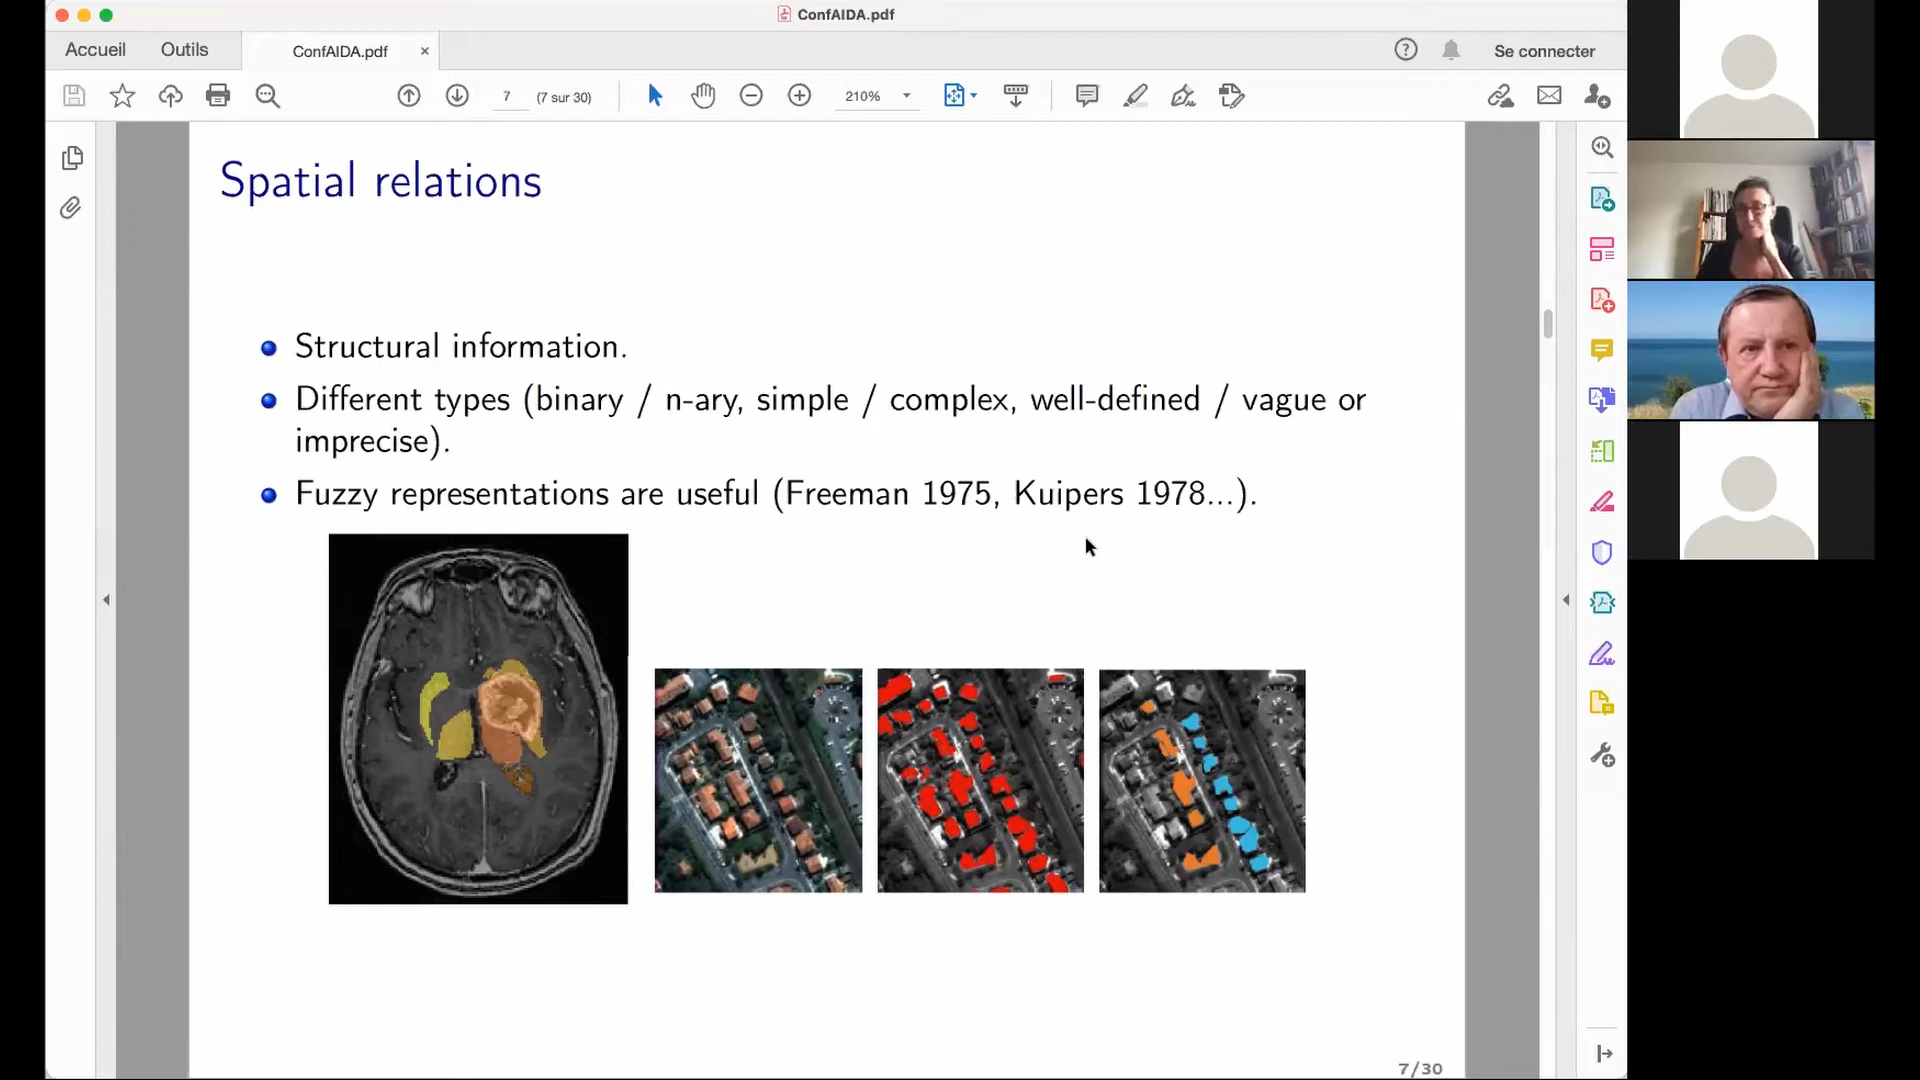 ConfAIDA.pdf
Accueil Outils ConfAIDA.pdf × Se connecter
7 (7 sur 30) 210%
Spatial relations
Structural information.
Different types (binary / n-ary, simple / complex, well-defined / vague or
imprecise).
Fuzzy representations are useful (Freeman 1975, Kuipers 1978...).
7/30